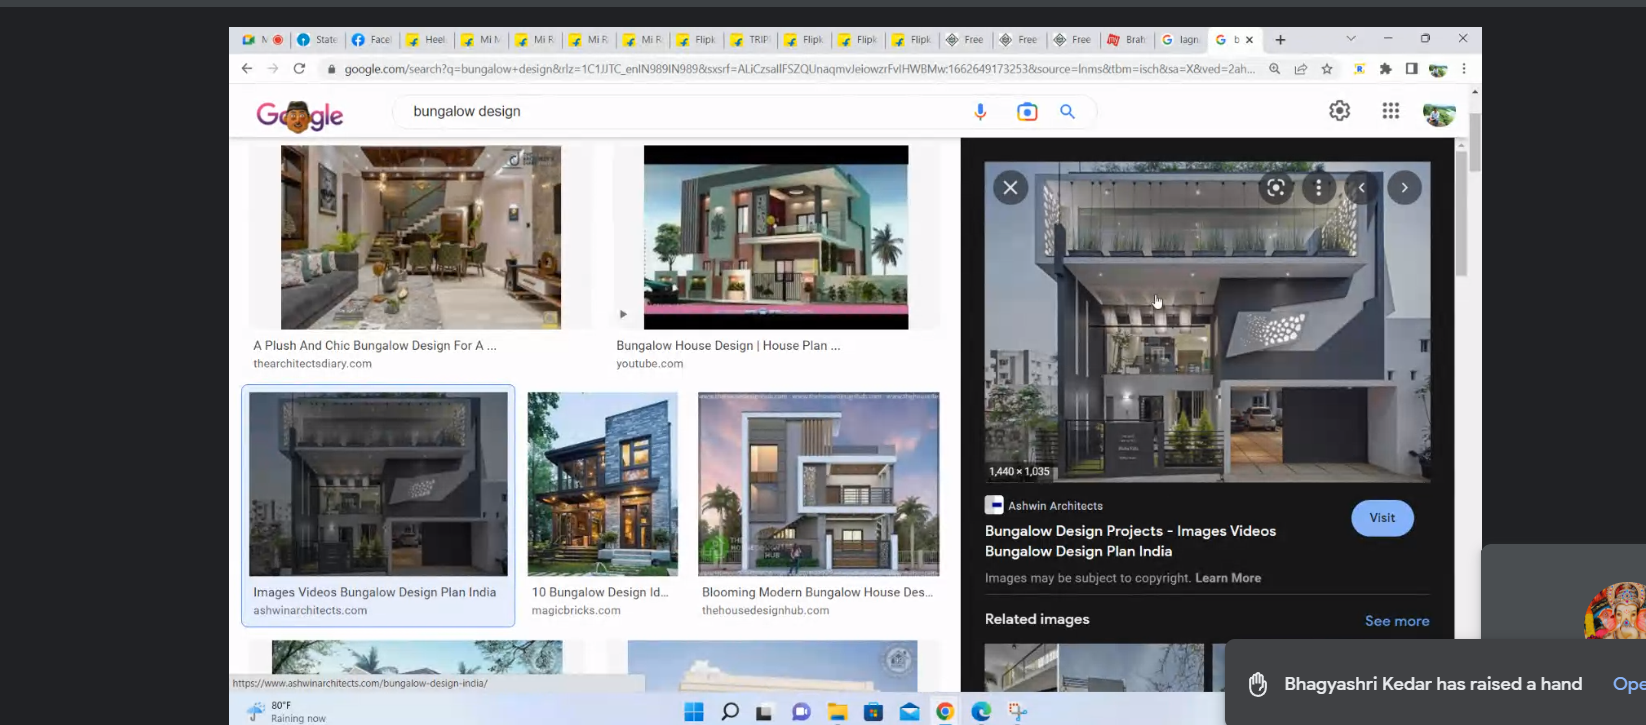 State
Face
Heel
Mi M
Mi R
Mi R
Mi R
Flipk
TRIP
Flipk
Flipk
Flipk
Free
Free
Free
Brah
lagn
b
google.com/search?q=bungalow+design&rlz=1C1JJTC_enIN989IN989&sxsrf=ALiCzsallFSZQUnaqmvJeiowzrFvIHWBMw:1662649173253&source=lnms&tbm=isch&sa=X&ved=2ah...
Google
bungalow design
A Plush And Chic Bungalow Design For A ...
thearchitectsdiary.com
Bungalow House Design | House Plan ...
youtube.com
Images Videos Bungalow Design Plan India
ashwinarchitects.com
10 Bungalow Design Id...
magicbricks.com
Blooming Modern Bungalow House Des...
thehousedesignhub.com
1,440 × 1,035
Ashwin Architects
Bungalow Design Projects - Images Videos
Bungalow Design Plan India
Visit
Images may be subject to copyright. Learn More
Related images
See more
https://www.ashwinarchitects.com/bungalow-design-india/
Bhagyashri Kedar has raised a hand
Ope
80°F
Raining now